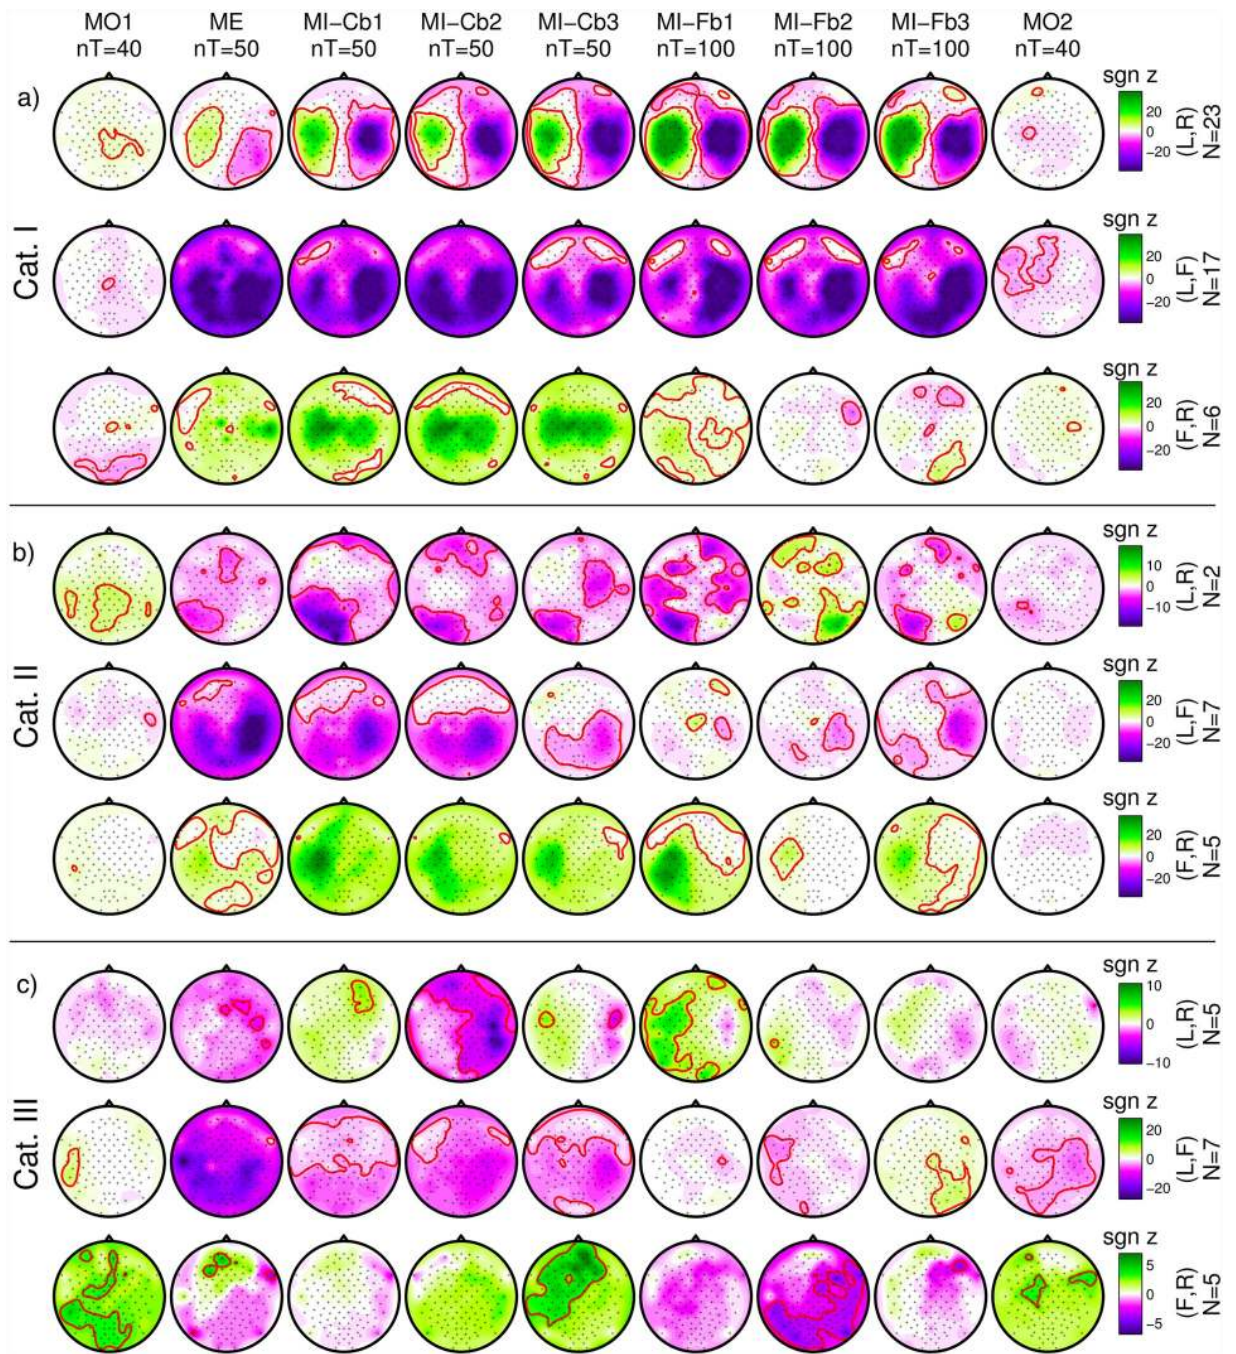 MO1 ME MI−Cb1 MI−Cb2 MI−Cb3 MI−Fb1 MI−Fb2 MI−Fb3 MO2
nT=40 nT=50 nT=50 nT=50 nT=50 nT=100 nT=100 nT=100 nT=40
a)
Cat. I
sgn z
20
0
−20
(L,R)
N=23
sgn z
20
0
−20
(L,F)
N=17
sgn z
20
0
−20
(F,R)
N=6
b)
Cat. II
sgn z
10
0
−10
(L,R)
N=2
sgn z
20
0
−20
(L,F)
N=7
sgn z
20
0
−20
(F,R)
N=5
c)
Cat. III
sgn z
10
0
−10
(L,R)
N=5
sgn z
20
0
−20
(L,F)
N=7
sgn z
5
0
−5
(F,R)
N=5